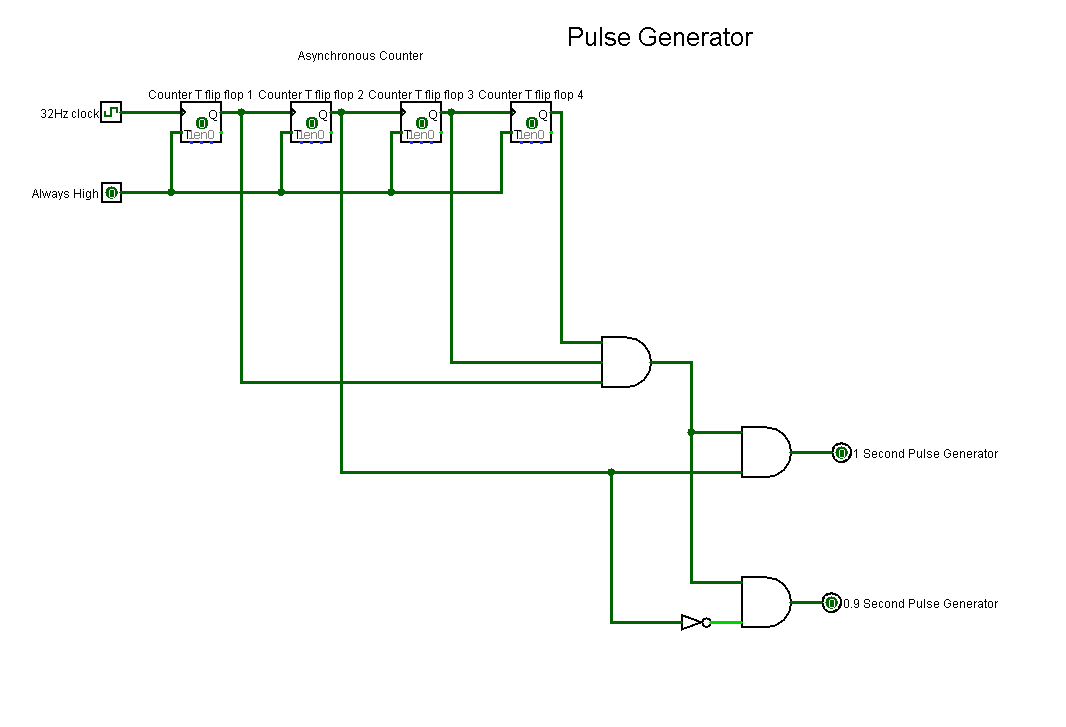 Pulse Generator
Asynchronous Counter
Counter T flip flop 1 Counter T flip flop 2 Counter T flip flop 3 Counter T flip flop 4
32Hz clock
Q Q Q Q
0 0 0 0
T en0 T en0 T en0 T en0
Always High 0
0 1 Second Pulse Generator
0 0.9 Second Pulse Generator